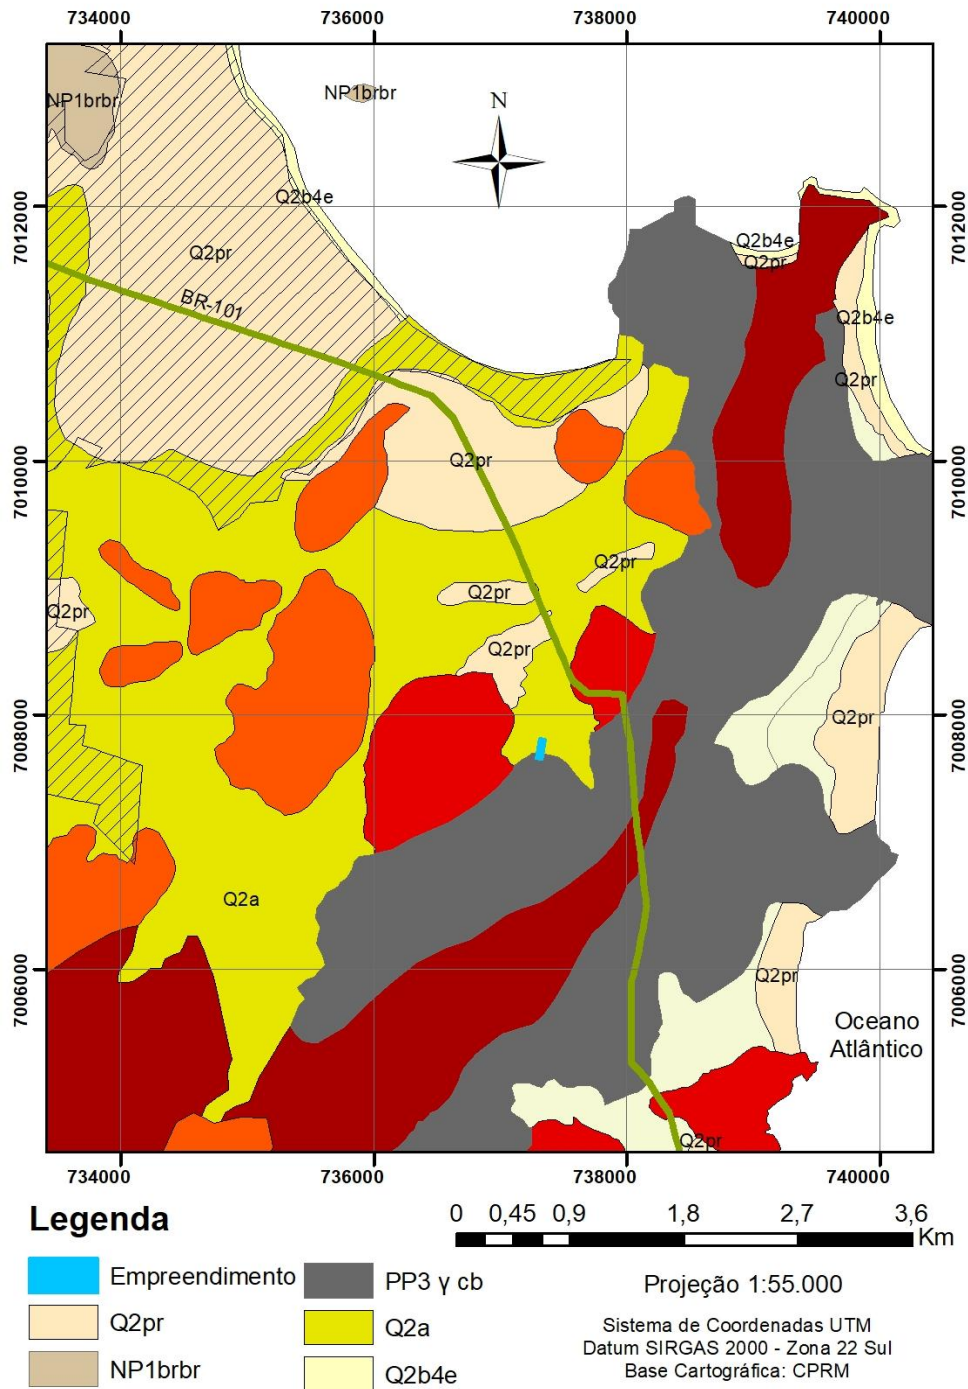 734000 736000 738000 740000
NP1brbr
NP1brbr
N
Q2b4e
7012000
7012000
Q2pr
Q2b4e
Q2pr
BR-101
Q2b4e
Q2pr
Q2pr
7010000
7010000
Q2pr
Q2pr
Q2pr
Q2pr
7008000
7008000
Q2pr
Q2a
7006000
7006000
Q2pr
Oceano
Atlântico
Q2pr
734000 736000 738000 740000
Legenda
0 0,45 0,9 1,8 2,7 3,6
Km
Empreendimento
PP3 γ cb
Projeção 1:55.000
Q2pr
Q2a
Sistema de Coordenadas UTM
Datum SIRGAS 2000 - Zona 22 Sul
Base Cartográfica: CPRM
NP1brbr
Q2b4e